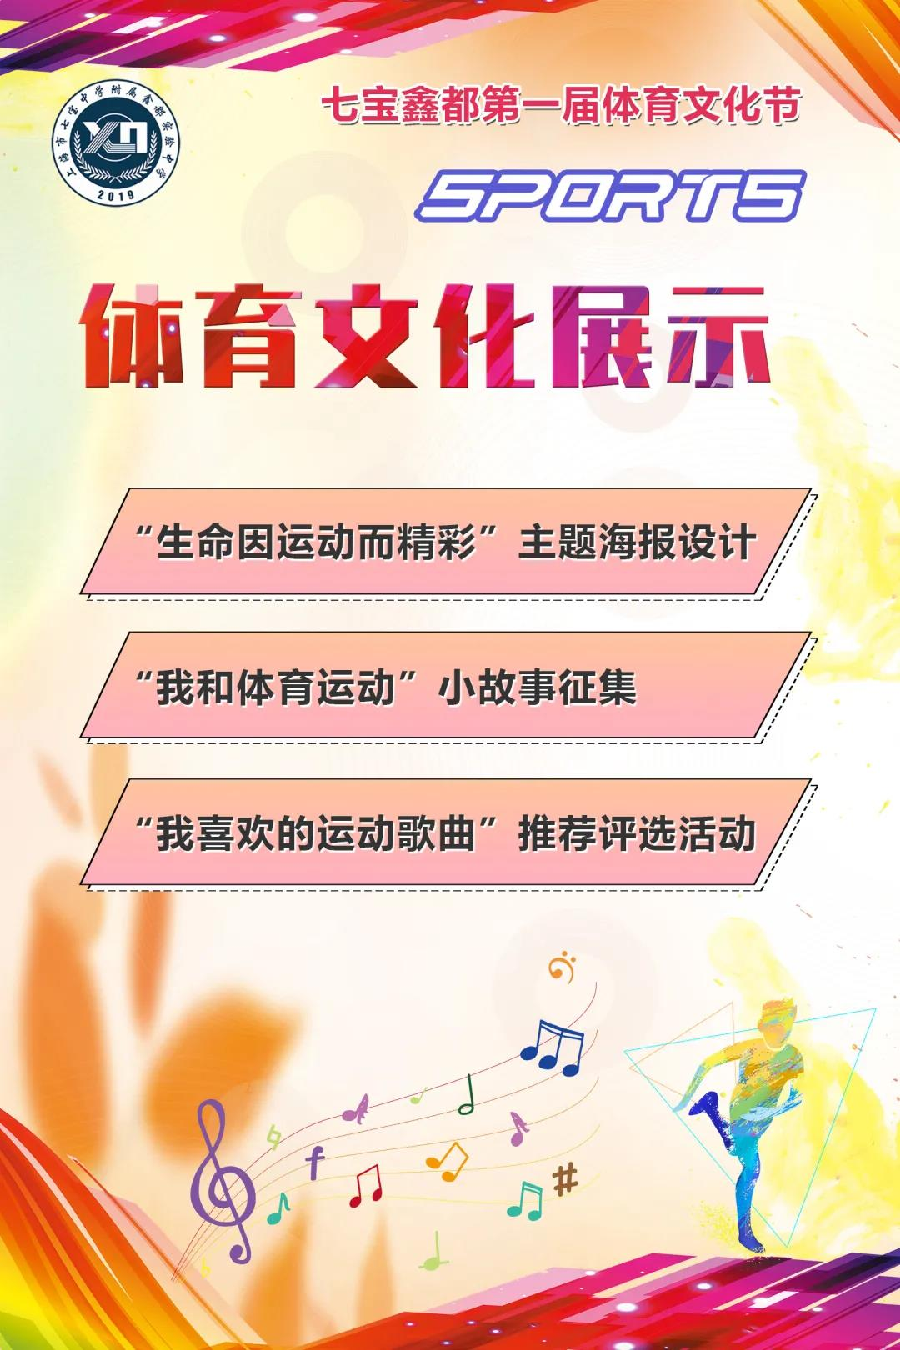 上海市七宝中学附属鑫都实验中学
2019
七宝鑫都第一届体育文化节
SPORTS
体育文化展示
“生命因运动而精彩”主题海报设计
“我和体育运动”小故事征集
“我喜欢的运动歌曲”推荐评选活动